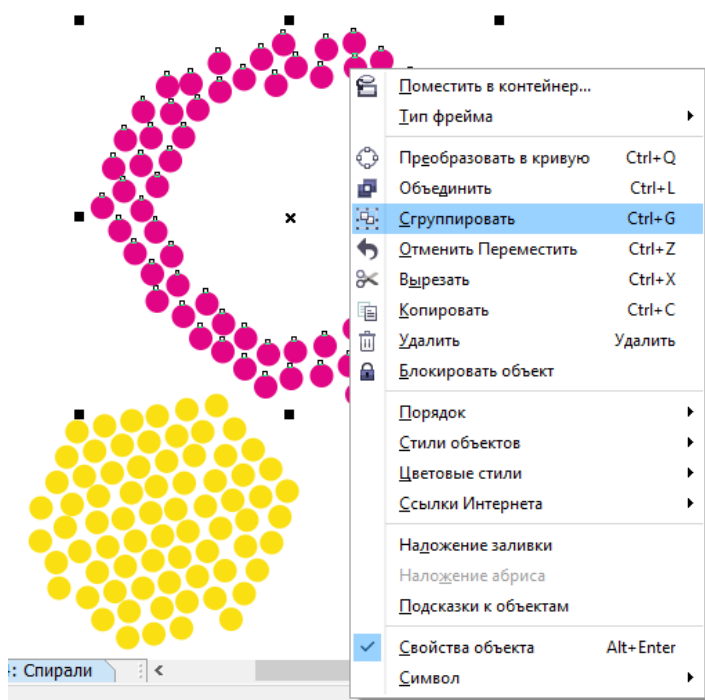 Поместить в контейнер...
Тип фрейма
Преобразовать в кривую Ctrl+Q
Объединить Ctrl+L
Сгруппировать Ctrl+G
Отменить Переместить Ctrl+Z
Вырезать Ctrl+X
Копировать Ctrl+C
Удалить Удалить
Блокировать объект
Порядок
Стили объектов
Цветовые стили
Ссылки Интернета
Наложение заливки
Наложение абриса
Подсказки к объектам
Свойства объекта Alt+Enter
Символ
: Спирали